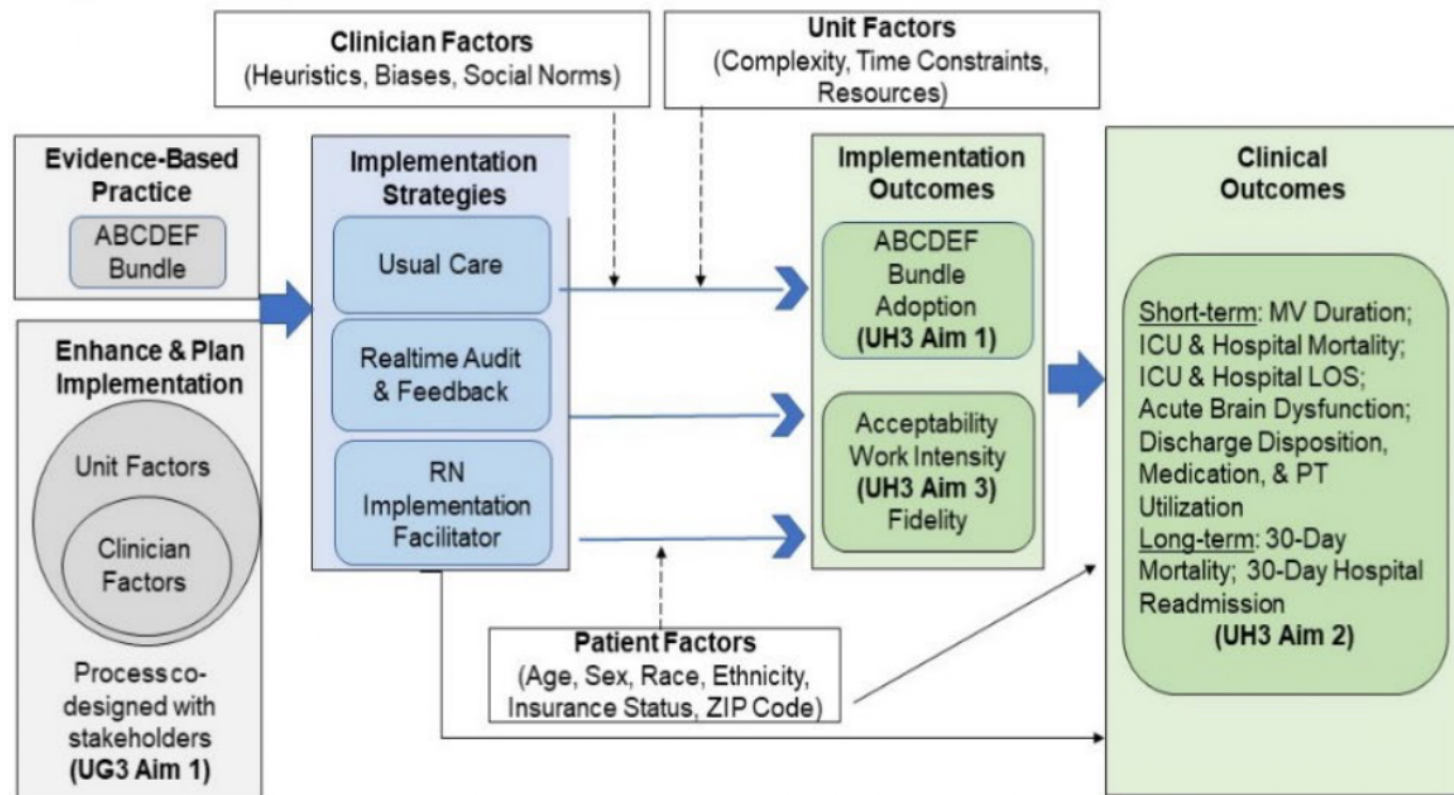 Clinician Factors
(Heuristics, Biases, Social Norms)
Unit Factors
(Complexity, Time Constraints,
Resources)
Evidence-Based
Practice
ABCDEF
Bundle
Enhance & Plan
Implementation
Unit Factors
Clinician
Factors
Process co-
designed with
stakeholders
(UG3 Aim 1)
Implementation
Strategies
Usual Care
Realtime Audit
& Feedback
RN
Implementation
Facilitator
Patient Factors
(Age, Sex, Race, Ethnicity,
Insurance Status, ZIP Code)
Implementation
Outcomes
ABCDEF
Bundle
Adoption
(UH3 Aim 1)
Acceptability
Work Intensity
(UH3 Aim 3)
Fidelity
Clinical
Outcomes
Short-term: MV Duration;
ICU & Hospital Mortality;
ICU & Hospital LOS;
Acute Brain Dysfunction;
Discharge Disposition,
Medication, & PT
Utilization
Long-term: 30-Day
Mortality; 30-Day Hospital
Readmission
(UH3 Aim 2)